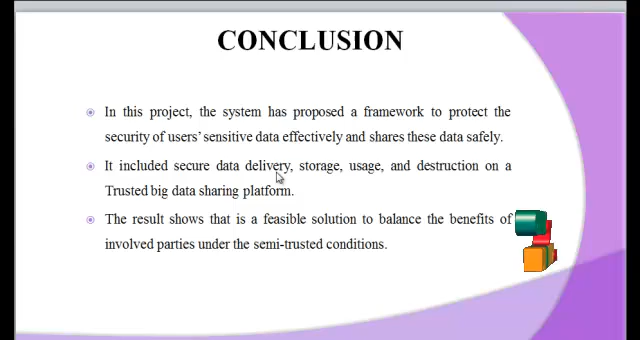 CONCLUSION
In this project, the system has proposed a framework to protect the
security of users’ sensitive data effectively and shares these data safely.
It included secure data delivery, storage, usage, and destruction on a
Trusted big data sharing platform.
The result shows that is a feasible solution to balance the benefits of
involved parties under the semi-trusted conditions.